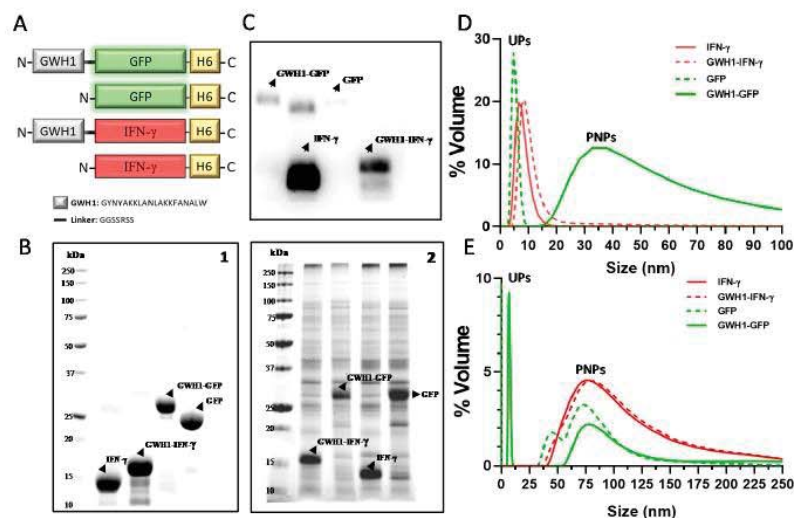 A
N- GWH1 GFP H6 -C
N- GFP H6 -C
N- GWH1 IFN-γ H6 -C
N- IFN-γ H6 -C
GWH1: GYNYAKKLANLAKKFANALW
Linker: GGSSRSS
B
kDa
1
250
150
100
75
50
37
25
20
15
10
GWH1-GFP
GFP
IFN-γ
GWH1-IFN-γ
kDa
2
250
150
100
75
50
37
25
20
15
10
GWH1-GFP
GFP
GWH1-IFN-γ
IFN-γ
C
GWH1-GFP
GFP
IFN-γ
GWH1-IFN-γ
D
UPs
PNPs
IFN-γ
GWH1-IFN-γ
GFP
GWH1-GFP
% Volume
30
20
10
0
0 10 20 30 40 50 60 70 80 90 100
Size (nm)
E
UPs
PNPs
IFN-γ
GWH1-IFN-γ
GFP
GWH1-GFP
% Volume
10
5
0
0 25 50 75 100 125 150 175 200 225 250
Size (nm)